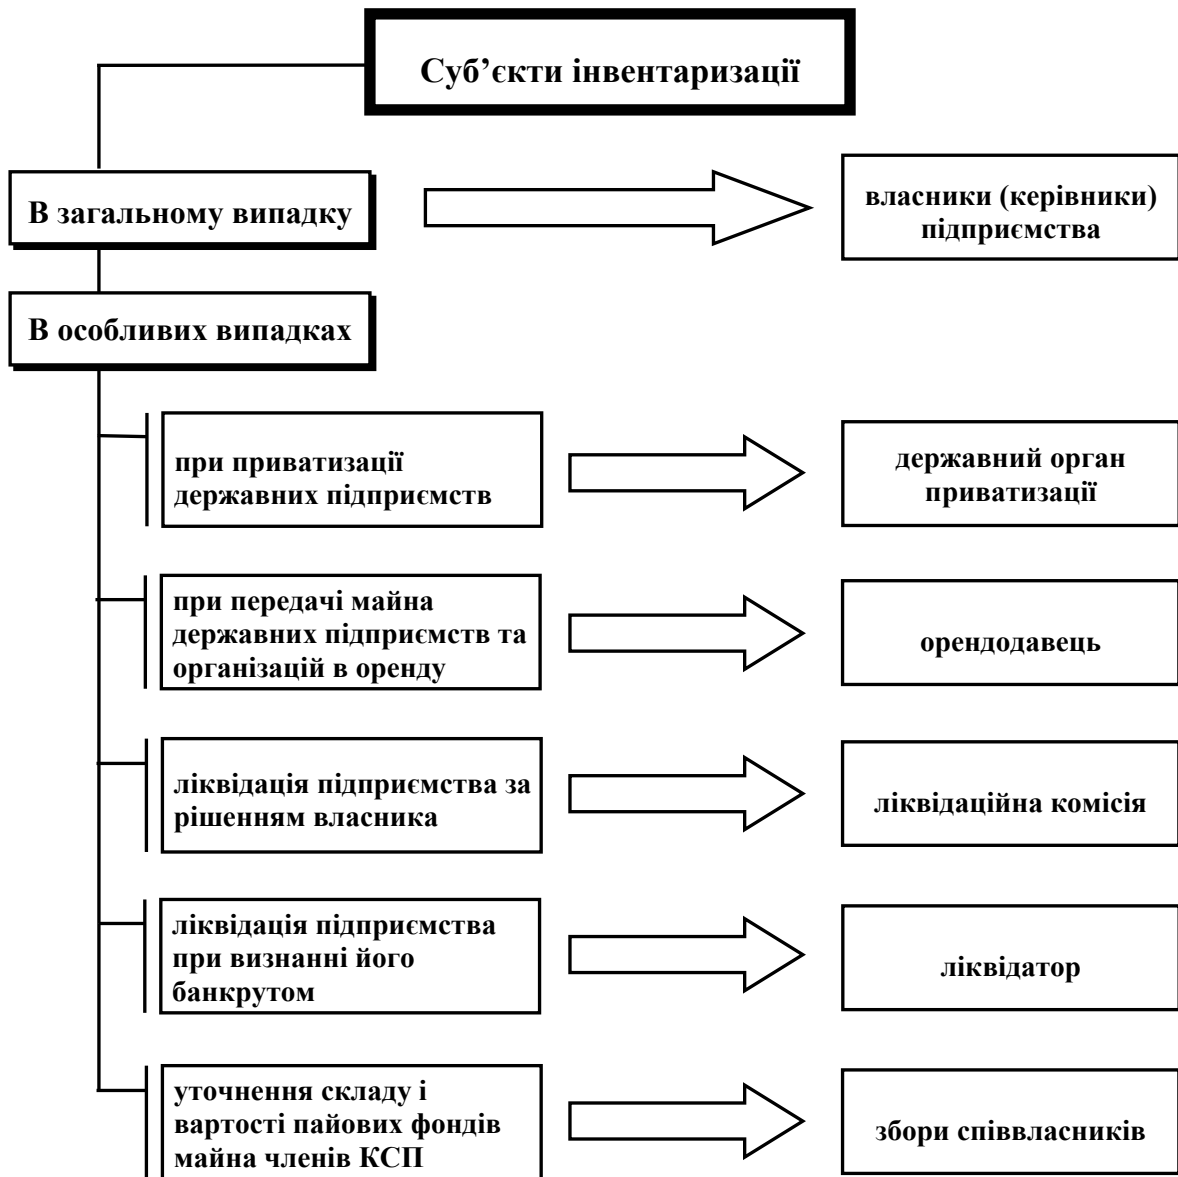 Суб’єкти інвентаризації
В загальному випадку
власники (керівники)
підприємства
В особливих випадках
при приватизації
державних підприємств
державний орган
приватизації
при передачі майна
державних підприємств та
організацій в оренду
орендодавець
ліквідація підприємства за
рішенням власника
ліквідаційна комісія
ліквідація підприємства
при визнанні його
банкрутом
ліквідатор
уточнення складу і
вартості пайових фондів
майна членів КСП
збори співвласників